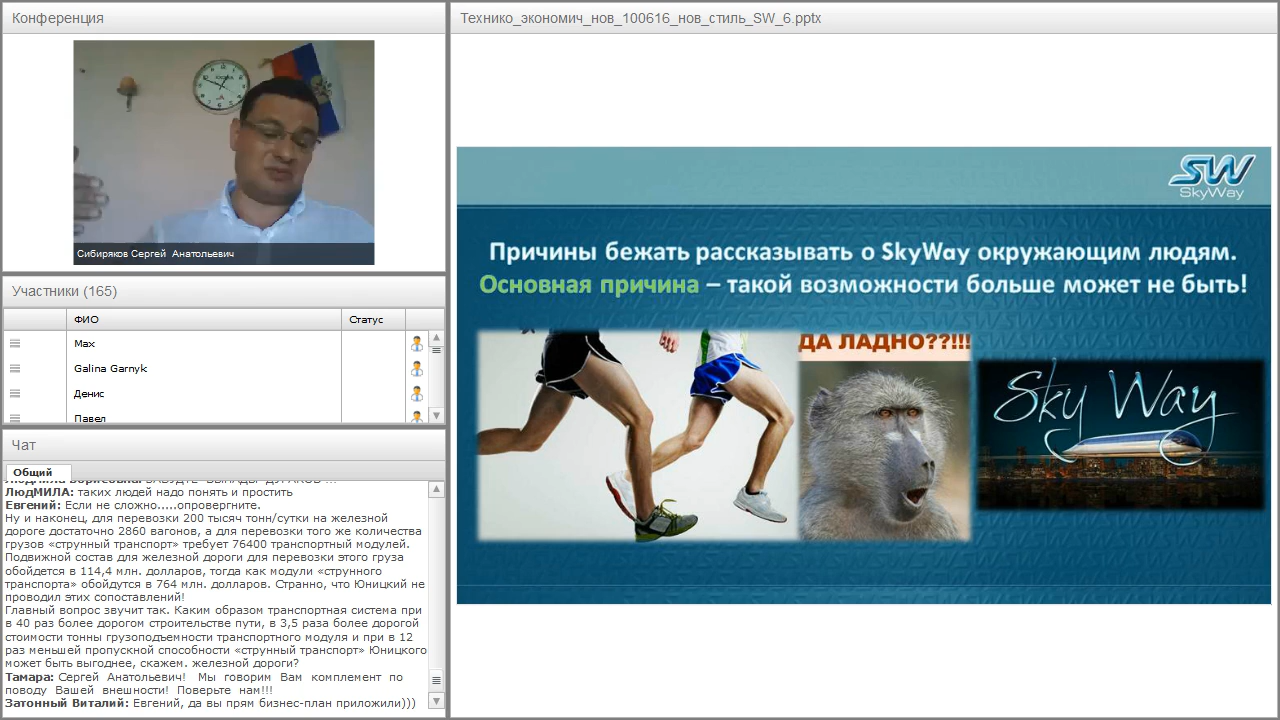 Конференция
Сибиряков Сергей Анатольевич
Участники (165)
ФИО
Статус
Max
Galina Garnyk
Денис
Павел
Чат
Общий
ЛюдМИЛА: таких людей надо понять и простить
Евгений: Если не сложно.....опровергните.
Ну и наконец, для перевозки 200 тысяч тонн/сутки на железной
дороге достаточно 2860 вагонов, а для перевозки того же количества
грузов «струнный транспорт» требует 76400 транспортный модулей.
Подвижной состав для железной дороги для перевозки этого груза
обойдется в 114,4 млн. долларов, тогда как модули «струнного
транспорта» обойдутся в 764 млн. долларов. Странно, что Юницкий не
проводил этих сопоставлений!
Главный вопрос звучит так. Каким образом транспортная система при
в 40 раз более дорогом строительстве пути, в 3,5 раза более дорогой
стоимости тонны грузоподъемности транспортного модуля и при в 12
раз меньшей пропускной способности «струнный транспорт» Юницкого
может быть выгоднее, скажем. железной дороги?
Тамара: Сергей Анатольевич! Мы говорим Вам комплемент по
поводу Вашей внешности! Поверьте нам!!!
Затонный Виталий: Евгений, да вы прям бизнес-план приложили)))
Технико_экономич_нов_100616_нов_стиль_SW_6.pptx
SW
SkyWay
Причины бежать рассказывать о SkyWay окружающим людям.
Основная причина – такой возможности больше может не быть!
ДА ЛАДНО??!!!
Sky Way